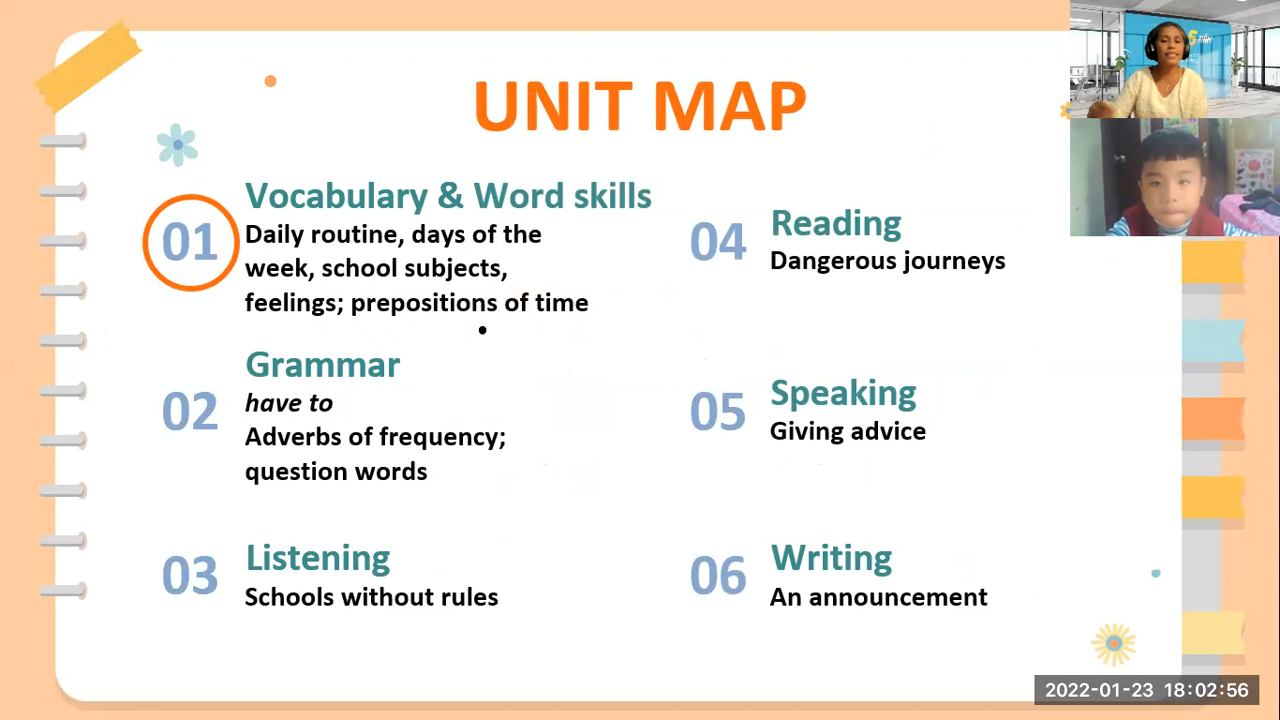 UNIT MAP
01
Vocabulary & Word skills
Daily routine, days of the
week, school subjects,
feelings; prepositions of time
02
Grammar
have to
Adverbs of frequency;
question words
03
Listening
Schools without rules
04
Reading
Dangerous journeys
05
Speaking
Giving advice
06
Writing
An announcement
2022-01-23 18:02:56